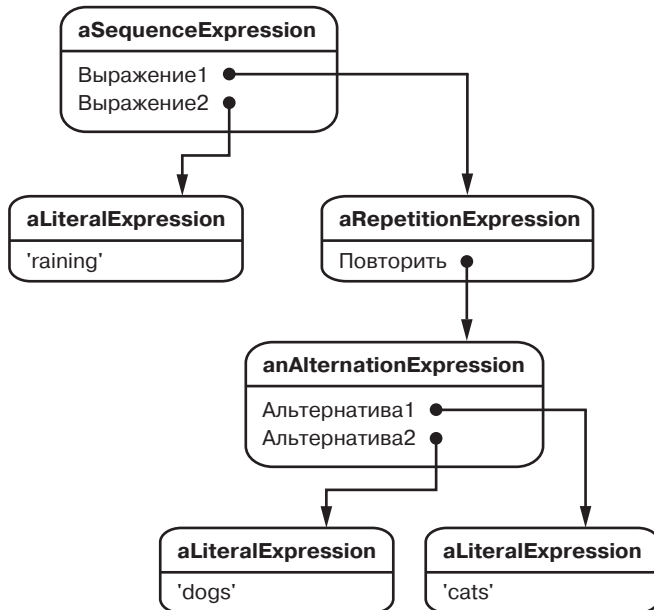 aSequenceExpression
Выражение1
Выражение2
aLiteralExpression
'raining'
aRepetitionExpression
Повторить
anAlternationExpression
Альтернатива1
Альтернатива2
aLiteralExpression
'dogs'
aLiteralExpression
'cats'